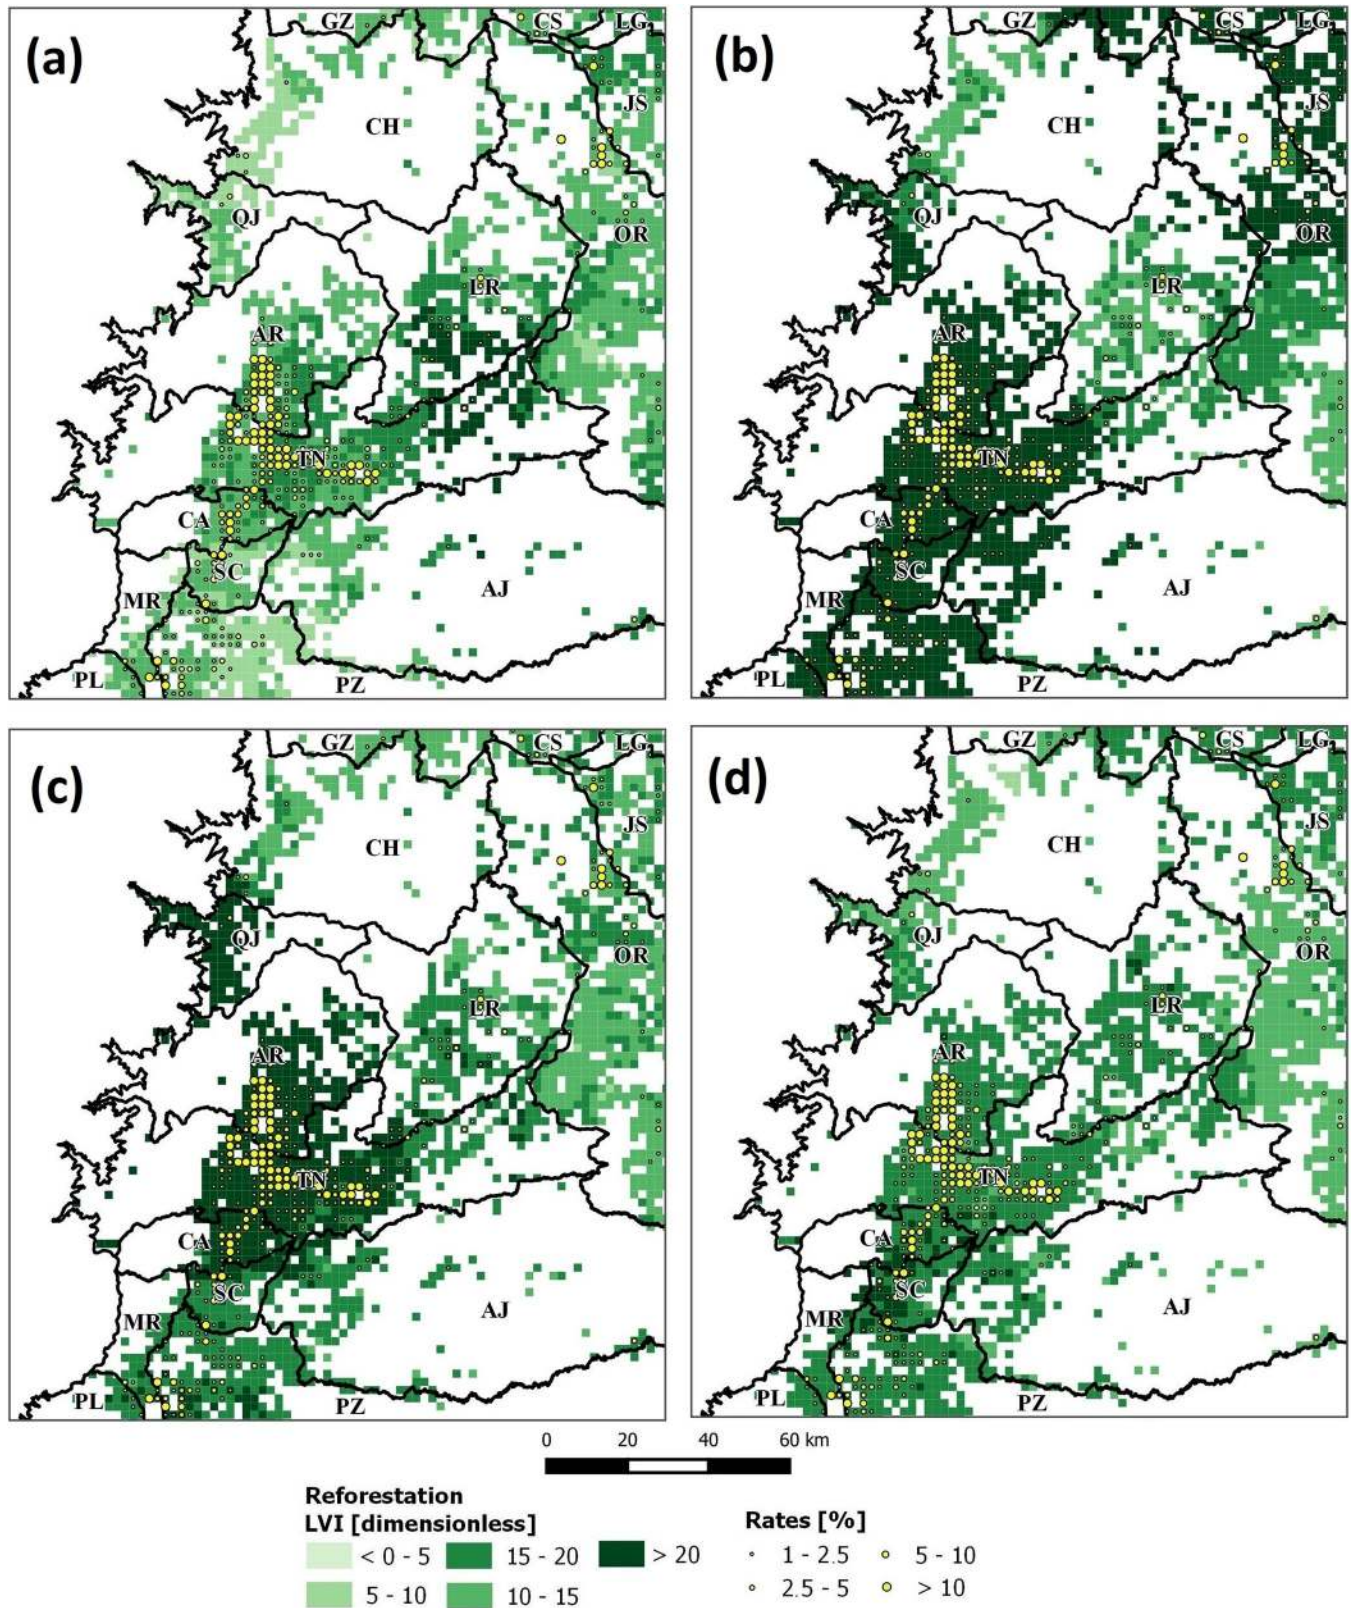 (a)
GZ
CS
LG
CH
JS
QJ
OR
LR
AR
TN
CA
SC
MR
AJ
PL
PZ
(b)
GZ
CS
LG
CH
JS
QJ
OR
LR
AR
TN
CA
SC
MR
AJ
PL
PZ
(c)
GZ
CS
LG
CH
JS
QJ
OR
LR
AR
TN
CA
SC
MR
AJ
PL
PZ
(d)
GZ
CS
LG
CH
JS
QJ
OR
LR
AR
TN
CA
SC
MR
AJ
PL
PZ
0 20 40 60 km
Reforestation
LVI [dimensionless]
< 0 - 5 15 - 20 > 20
5 - 10 10 - 15
Rates [%]
1 - 2.5 5 - 10
2.5 - 5 > 10